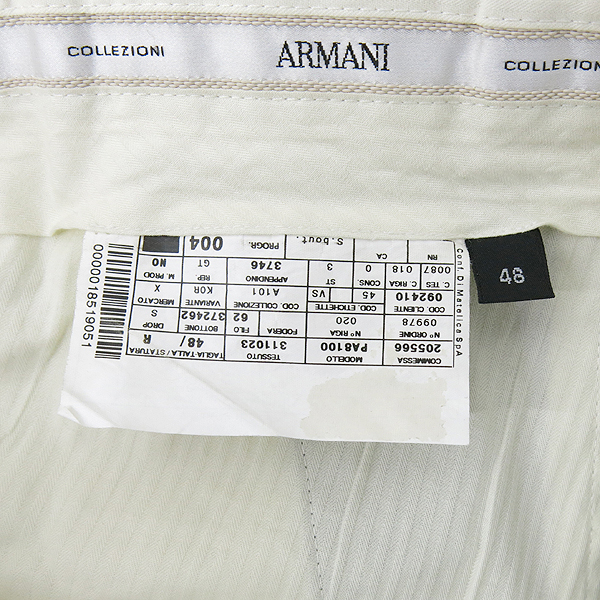 COLLEZIONI ARMANI COLLEZION
48
COMMESSA MODELLO TESSUTO TAGLIA-TALLA / STATURA
205566 PA8100 311023 48/ R
N° ORDINE N° RIGA FODERA FILO BOTTONE DROP
09978 020 62 372462 S
COD. CLIENTE COD. ETICHETTE COD. COLLEZIONE VARIANTE MERCATO
092410 45 VS A101 KOR X
C. TES C. RIGA CONS. ST APPENDINO REP M. PROD
0087 018 0 3 3746 GT NO
RN CA PROGR.
S.bout. 004
Conf. Di Matelica SpA
0000018519051